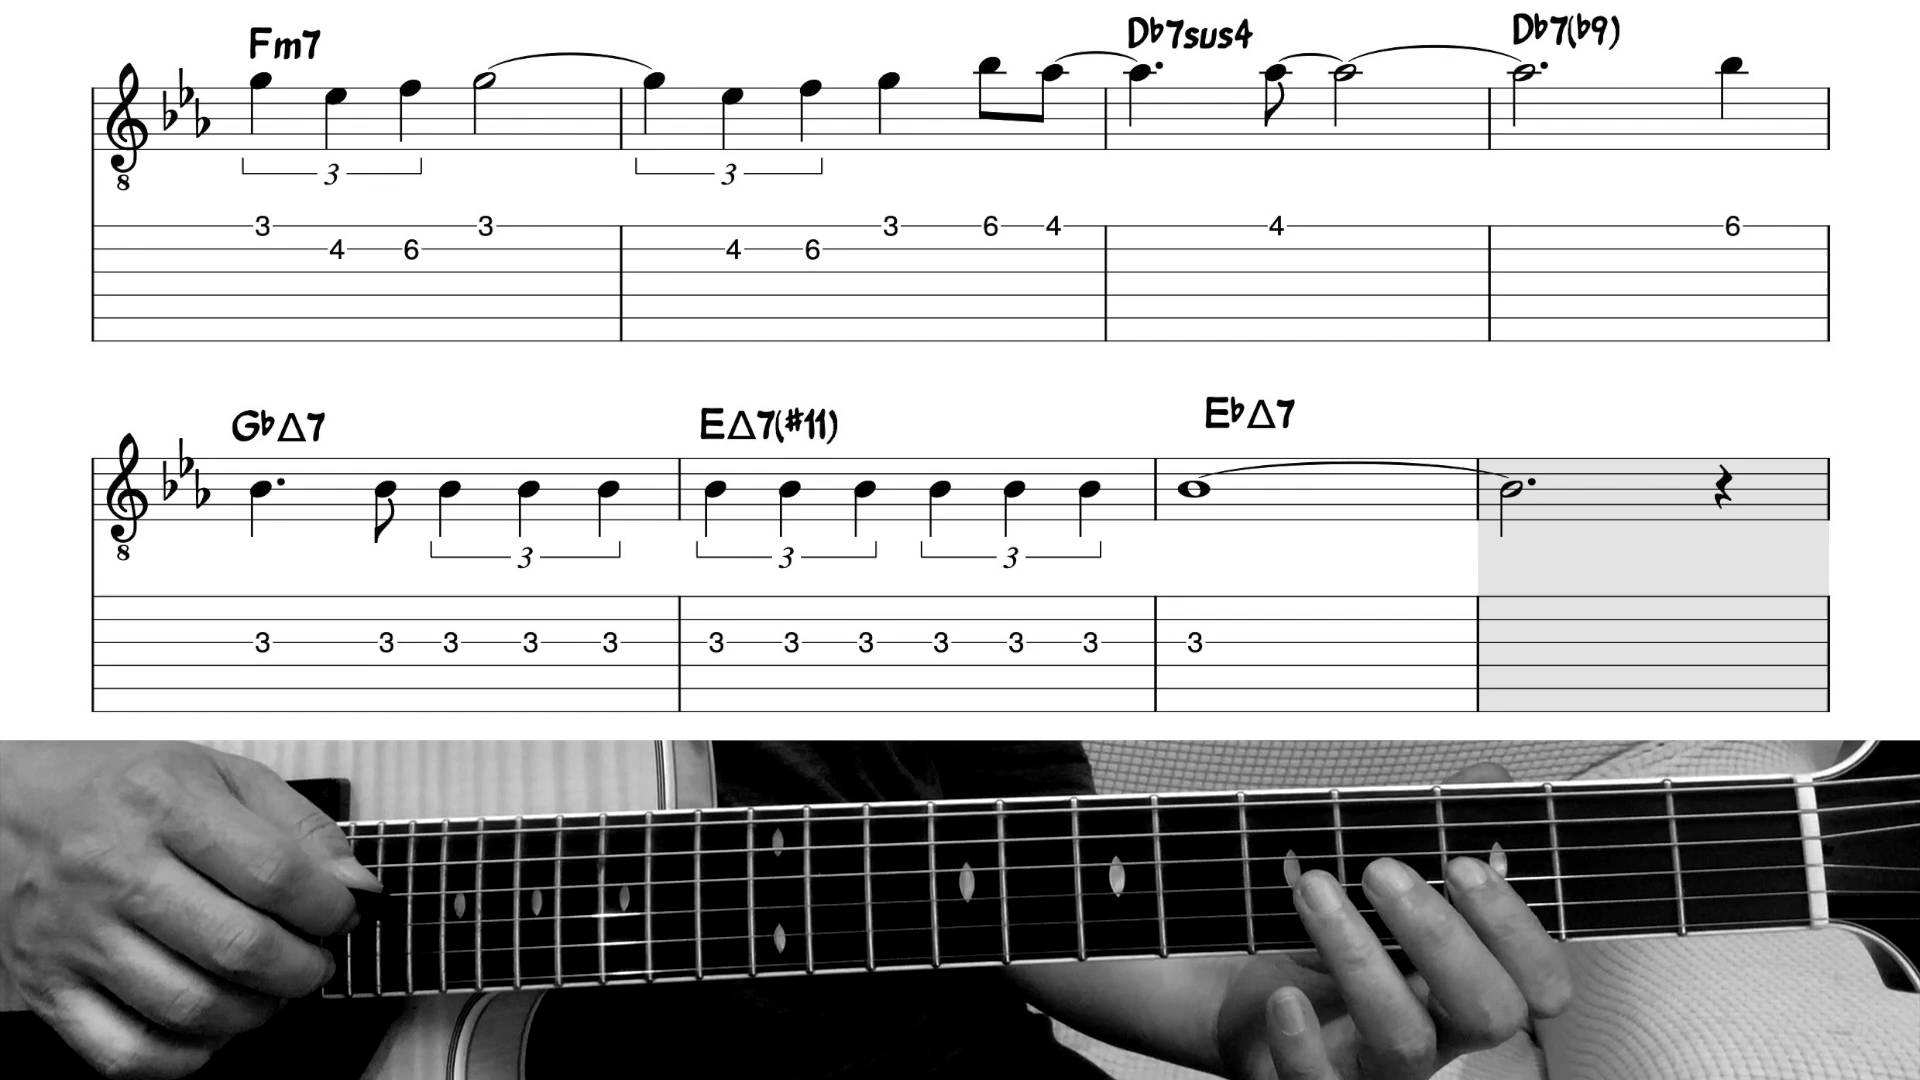 Fm7 Db7sus4 Db7(b9)
3 3
8
3 4 6 3 4 6 3 6 4 4 6
GbΔ7 EΔ7(#11) EbΔ7
3 3 3
8
3 3 3 3 3 3 3 3 3 3 3 3